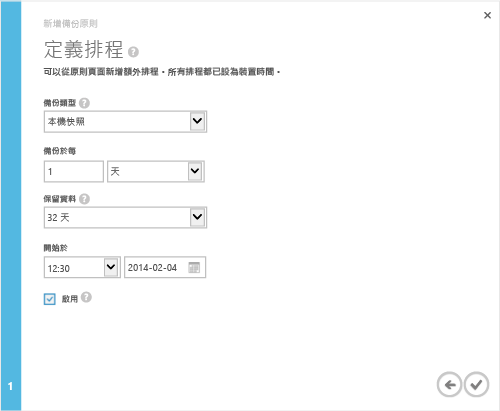 新增備份原則
定義排程 ?
可以從原則頁面新增額外排程。所有排程都已設為裝置時間。
備份類型 ?
本機快照
備份於每
1 天
保留資料 ?
32 天
開始於
12:30 2014-02-04
啟用 ?
1